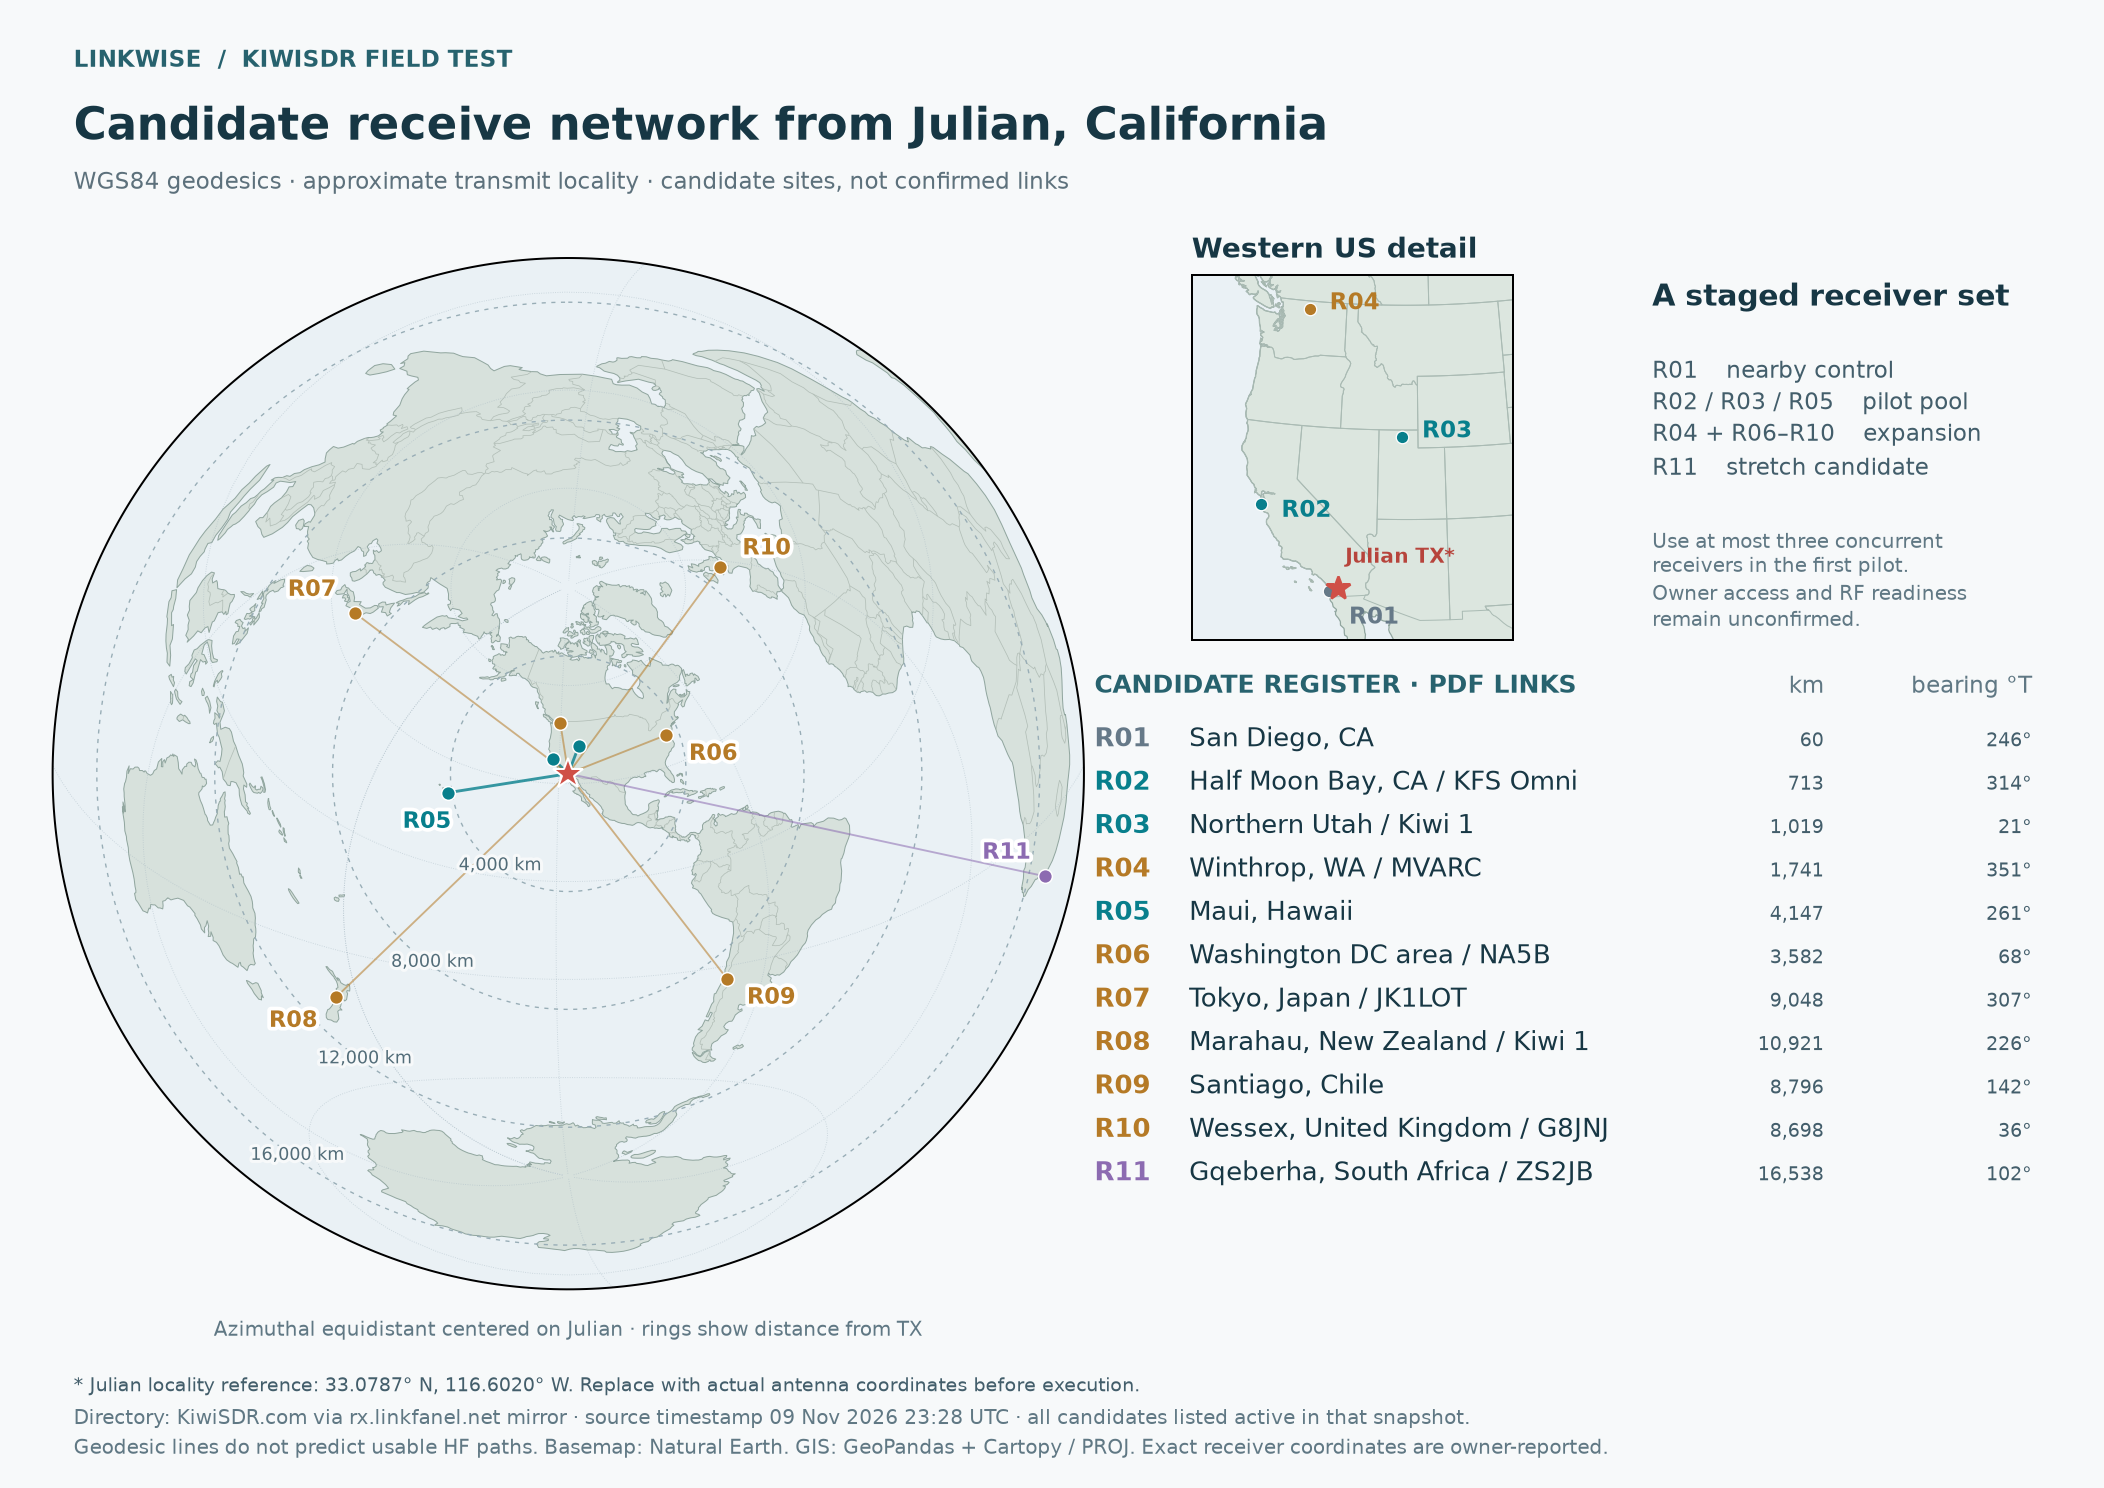 LINKWISE / KIWISDR FIELD TEST
Candidate receive network from Julian, California
WGS84 geodesics · approximate transmit locality · candidate sites, not confirmed links
R07
R10
R06
R05
R11
R08
R09
4,000 km
8,000 km
12,000 km
16,000 km
Azimuthal equidistant centered on Julian · rings show distance from TX
Western US detail
R04
R03
R02
Julian TX*
R01
A staged receiver set
R01 nearby control
R02 / R03 / R05 pilot pool
R04 + R06–R10 expansion
R11 stretch candidate
Use at most three concurrent
receivers in the first pilot.
Owner access and RF readiness
remain unconfirmed.
CANDIDATE REGISTER · PDF LINKS km bearing °T
R01 San Diego, CA 60 246°
R02 Half Moon Bay, CA / KFS Omni 713 314°
R03 Northern Utah / Kiwi 1 1,019 21°
R04 Winthrop, WA / MVARC 1,741 351°
R05 Maui, Hawaii 4,147 261°
R06 Washington DC area / NA5B 3,582 68°
R07 Tokyo, Japan / JK1LOT 9,048 307°
R08 Marahau, New Zealand / Kiwi 1 10,921 226°
R09 Santiago, Chile 8,796 142°
R10 Wessex, United Kingdom / G8JNJ 8,698 36°
R11 Gqeberha, South Africa / ZS2JB 16,538 102°
* Julian locality reference: 33.0787° N, 116.6020° W. Replace with actual antenna coordinates before execution.
Directory: KiwiSDR.com via rx.linkfanel.net mirror · source timestamp 09 Nov 2026 23:28 UTC · all candidates listed active in that snapshot.
Geodesic lines do not predict usable HF paths. Basemap: Natural Earth. GIS: GeoPandas + Cartopy / PROJ. Exact receiver coordinates are owner-reported.